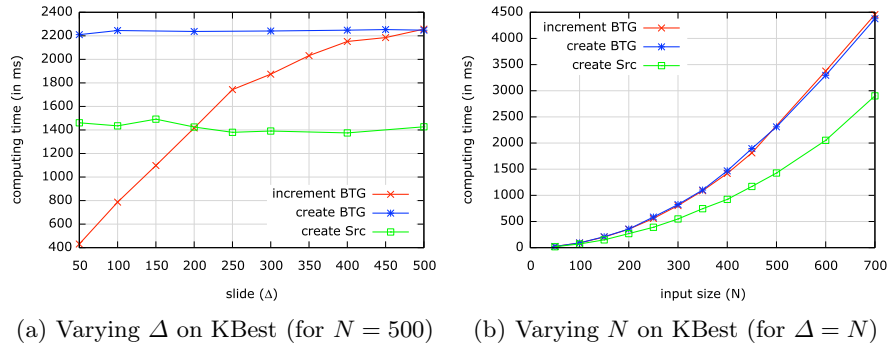 2400
2200
2000
1800
1600
1400
1200
1000
800
600
400
computing time (in ms)
increment BTG
create BTG
create Src
50 100 150 200 250 300 350 400 450 500
slide (Δ)
(a) Varying Δ on KBest (for N = 500)
4500
4000
3500
3000
2500
2000
1500
1000
500
0
computing time (in ms)
increment BTG
create BTG
create Src
0 100 200 300 400 500 600 700
input size (N)
(b) Varying N on KBest (for Δ = N)